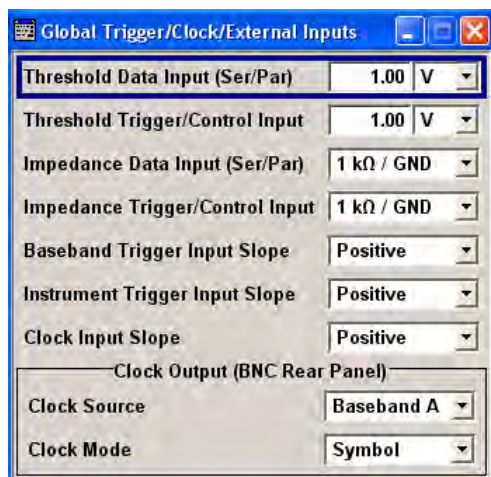 Global Trigger/Clock/External Inputs
Threshold Data Input (Ser/Par) 1.00 V
Threshold Trigger/Control Input 1.00 V
Impedance Data Input (Ser/Par) 1 kΩ / GND
Impedance Trigger/Control Input 1 kΩ / GND
Baseband Trigger Input Slope Positive
Instrument Trigger Input Slope Positive
Clock Input Slope Positive
Clock Output (BNC Rear Panel)
Clock Source Baseband A
Clock Mode Symbol